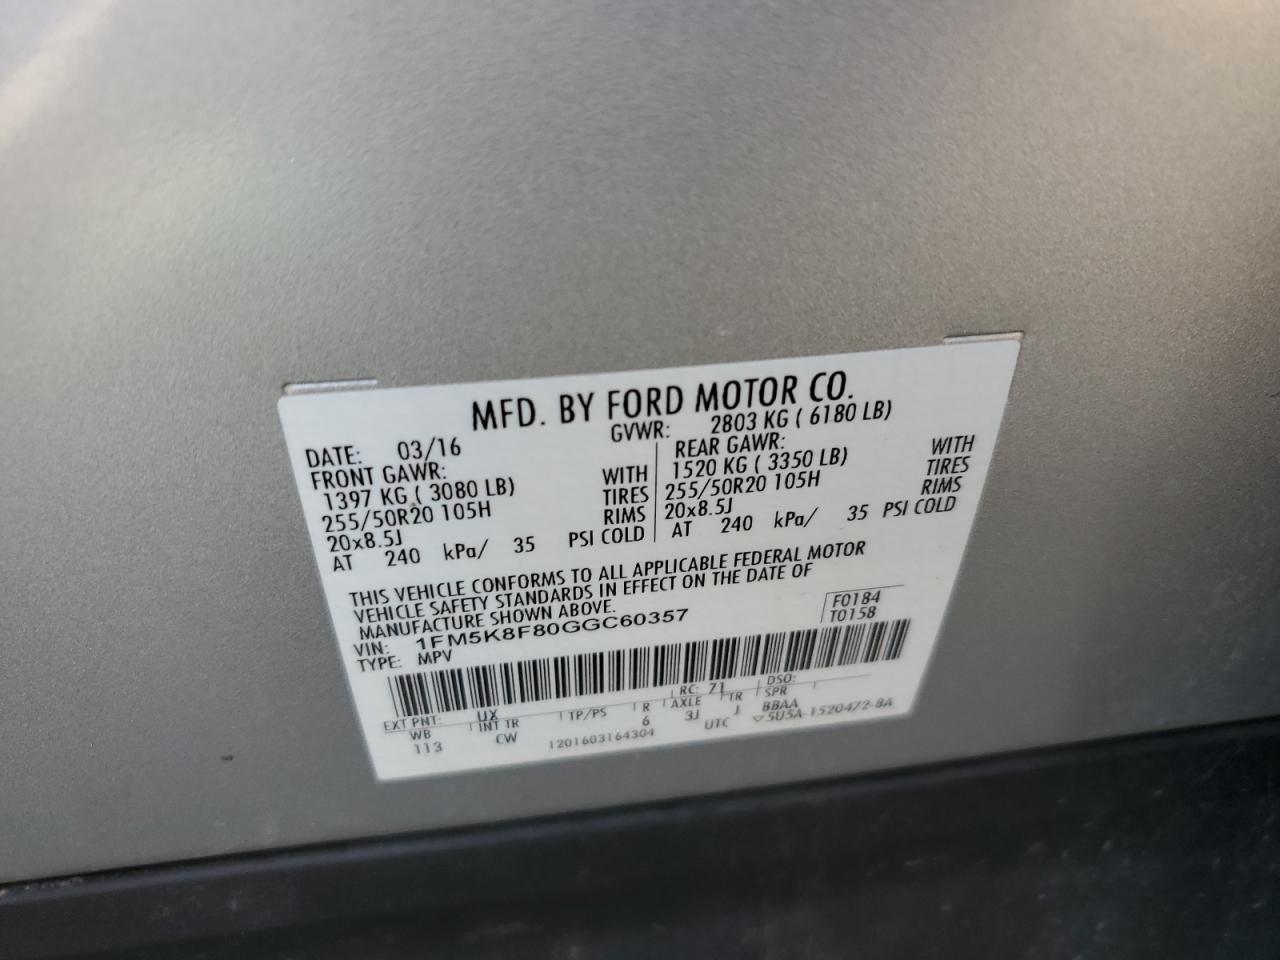 MFD. BY FORD MOTOR CO.
DATE: 03/16 GVWR: 2803 KG ( 6180 LB)
FRONT GAWR: REAR GAWR:
1397 KG ( 3080 LB) WITH 1520 KG ( 3350 LB) WITH
255/50R20 105H TIRES 255/50R20 105H TIRES
20x8.5J RIMS 20x8.5J RIMS
AT 240 kPa/ 35 PSI COLD AT 240 kPa/ 35 PSI COLD
THIS VEHICLE CONFORMS TO ALL APPLICABLE FEDERAL MOTOR
VEHICLE SAFETY STANDARDS IN EFFECT ON THE DATE OF
MANUFACTURE SHOWN ABOVE.
VIN: 1FM5K8F80GGC60357 F0184
TYPE: MPV T0158
EXT PNT: UX RC: 71 DSO:
WB INT TR TP/PS R AXLE TR SPR
113 CW 6 3J J BBAA
1201603164304 UTC ▽5U5A-1520472-BA